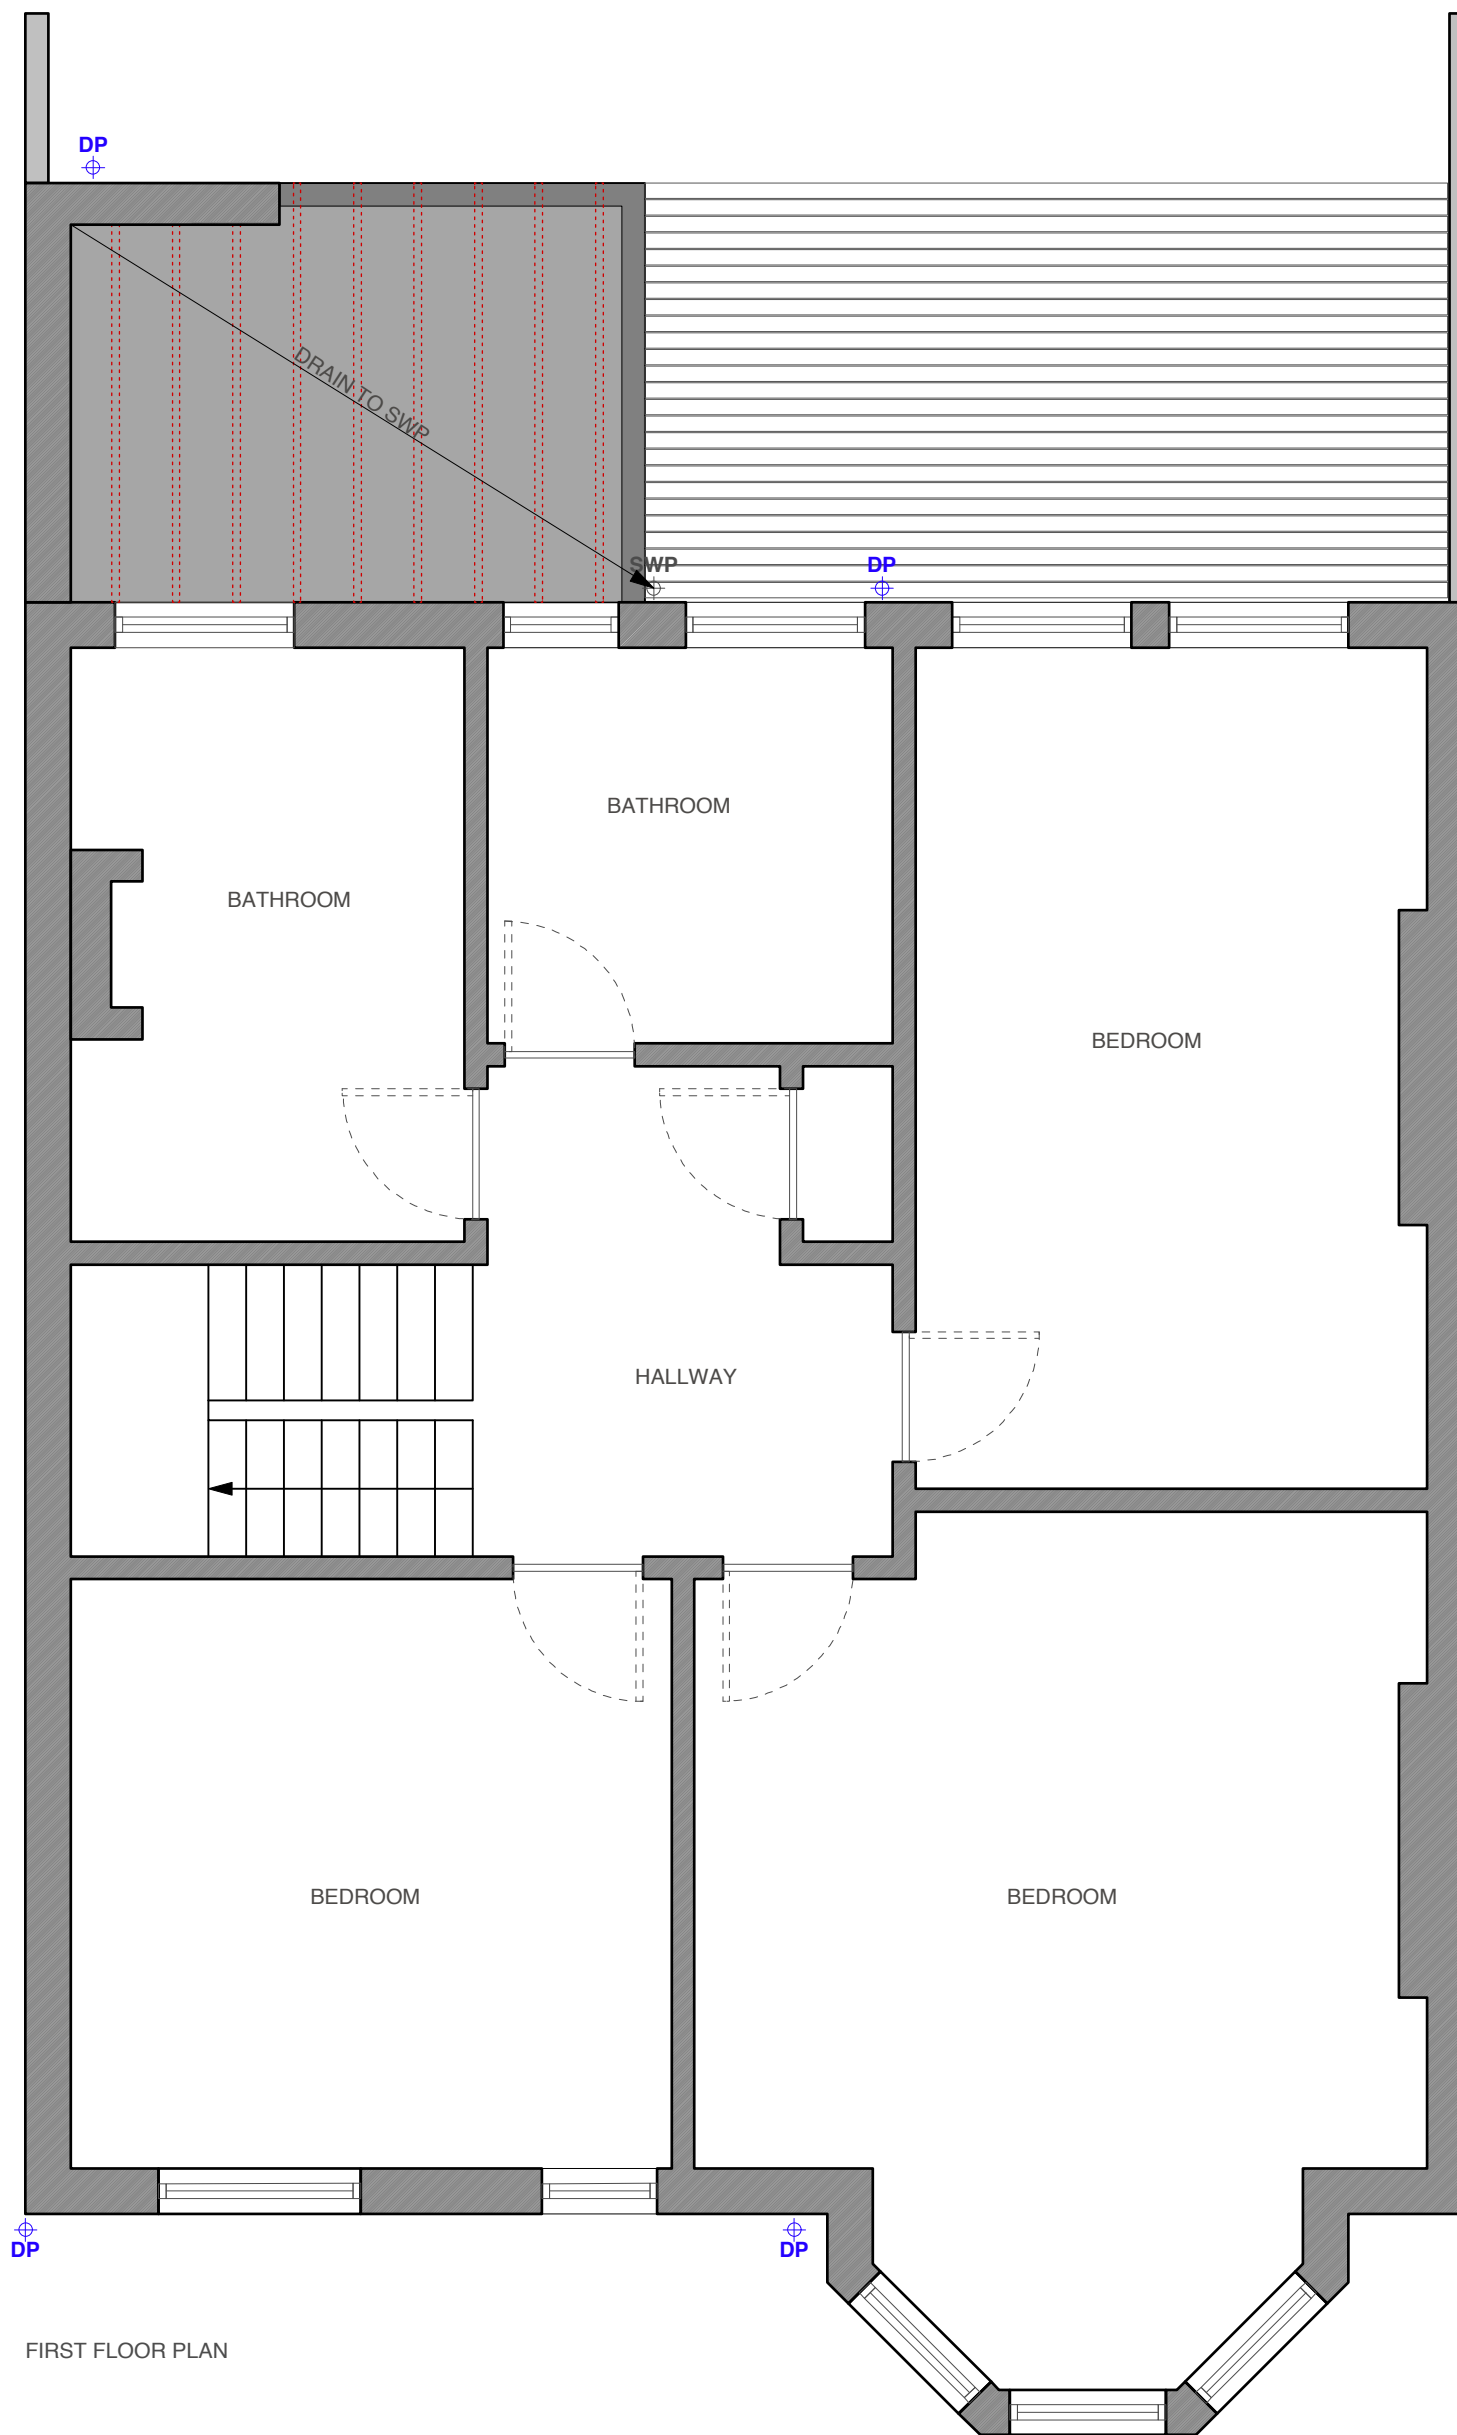 DP
DRAIN TO SWP
SWP
DP
BATHROOM
BATHROOM
BEDROOM
HALLWAY
BEDROOM
BEDROOM
DP
DP
FIRST FLOOR PLAN